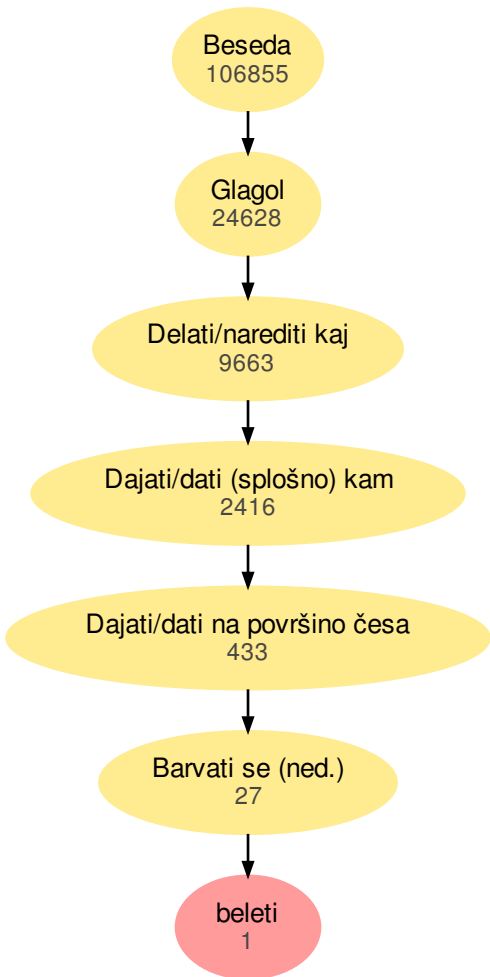 Beseda
106855
Glagol
24628
Delati/narediti kaj
9663
Dajati/dati (splošno) kam
2416
Dajati/dati na površino česa
433
Barvati se (ned.)
27
beleti
1